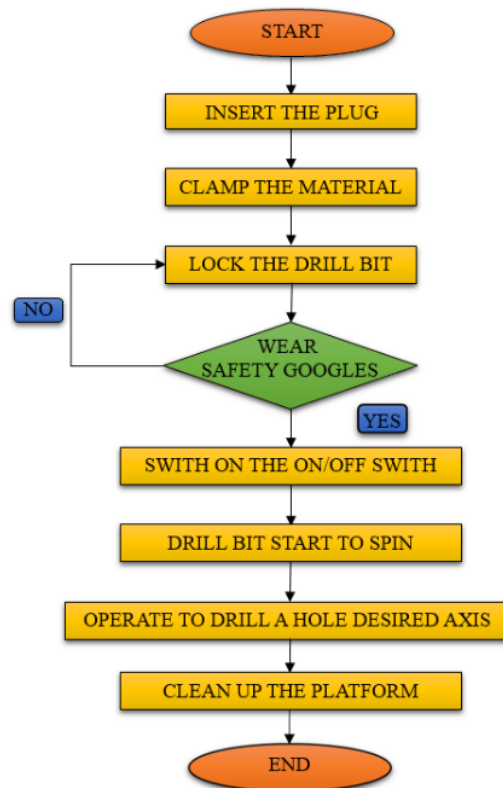 START
INSERT THE PLUG
CLAMP THE MATERIAL
LOCK THE DRILL BIT
NO
WEAR
SAFETY GOOGLES
YES
SWITH ON THE ON/OFF SWITH
DRILL BIT START TO SPIN
OPERATE TO DRILL A HOLE DESIRED AXIS
CLEAN UP THE PLATFORM
END